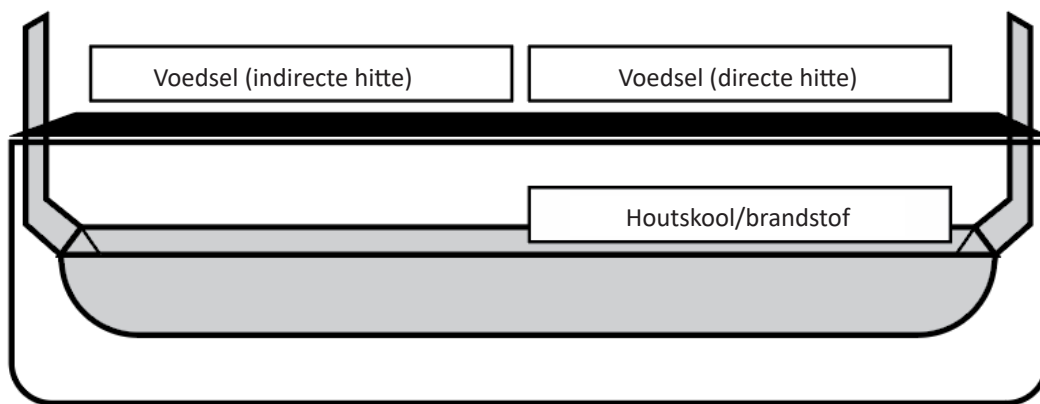 Voedsel (indirecte hitte)
Voedsel (directe hitte)
Houtskool/brandstof